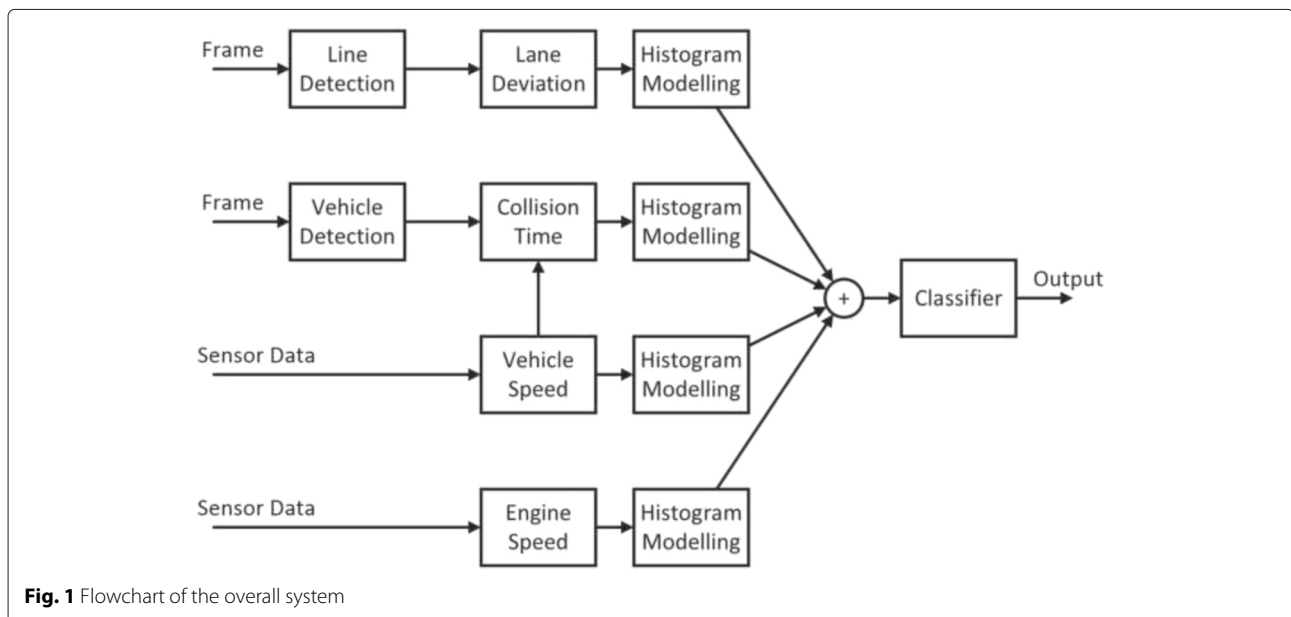 Frame
Line
Detection
Lane
Deviation
Histogram
Modelling
Frame
Vehicle
Detection
Collision
Time
Histogram
Modelling
+
Classifier
Output
Sensor Data
Vehicle
Speed
Histogram
Modelling
Sensor Data
Engine
Speed
Histogram
Modelling
Fig. 1 Flowchart of the overall system